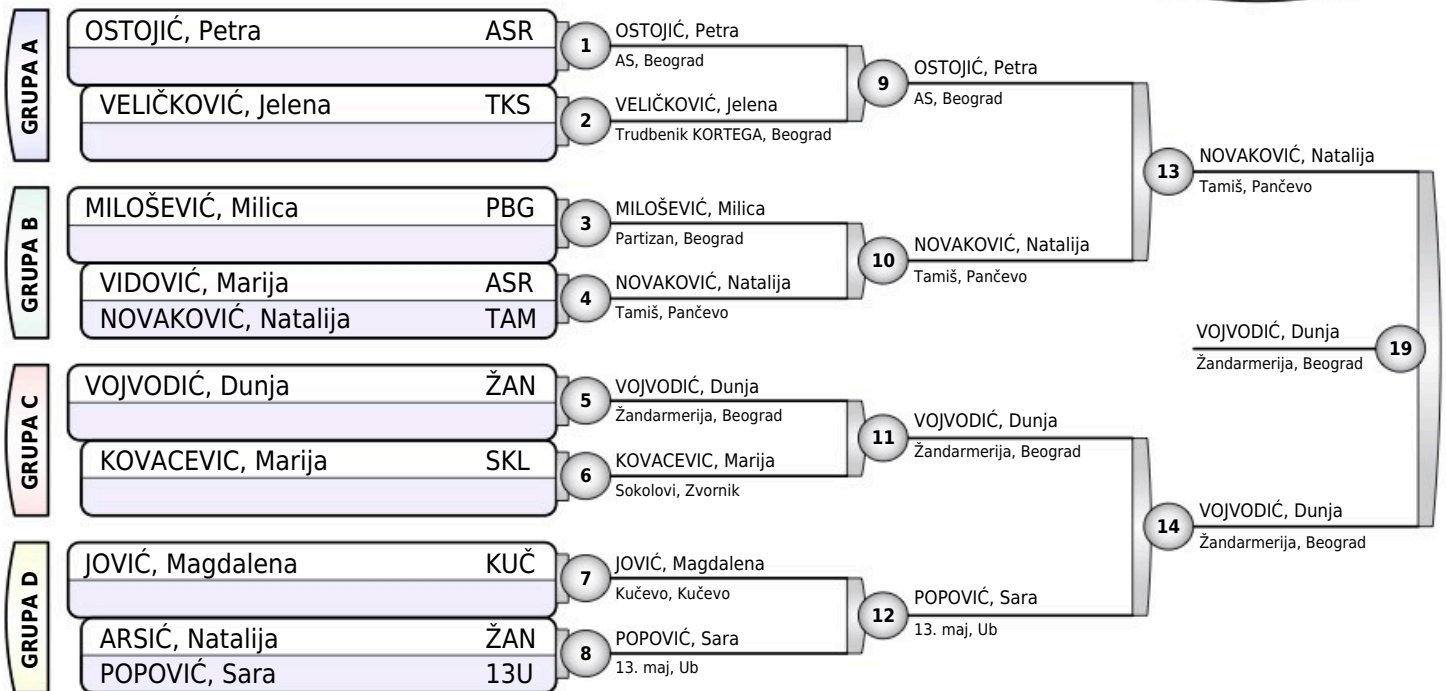 GRUPA A
OSTOJIĆ, Petra ASR
VELIČKOVIĆ, Jelena TKS
1
OSTOJIĆ, Petra
AS, Beograd
2
VELIČKOVIĆ, Jelena
Trudbenik KORTEGA, Beograd
9
OSTOJIĆ, Petra
AS, Beograd
GRUPA B
MILOŠEVIĆ, Milica PBG
VIDOVIĆ, Marija ASR
NOVAKOVIĆ, Natalija TAM
3
MILOŠEVIĆ, Milica
Partizan, Beograd
4
NOVAKOVIĆ, Natalija
Tamiš, Pančevo
10
NOVAKOVIĆ, Natalija
Tamiš, Pančevo
13
NOVAKOVIĆ, Natalija
Tamiš, Pančevo
GRUPA C
VOJVODIĆ, Dunja ŽAN
KOVACEVIC, Marija SKL
5
VOJVODIĆ, Dunja
Žandarmerija, Beograd
6
KOVACEVIC, Marija
Sokolovi, Zvornik
11
VOJVODIĆ, Dunja
Žandarmerija, Beograd
GRUPA D
JOVIĆ, Magdalena KUČ
ARSIĆ, Natalija ŽAN
POPOVIĆ, Sara 13U
7
JOVIĆ, Magdalena
Kučevo, Kučevo
8
POPOVIĆ, Sara
13. maj, Ub
12
POPOVIĆ, Sara
13. maj, Ub
14
VOJVODIĆ, Dunja
Žandarmerija, Beograd
VOJVODIĆ, Dunja
Žandarmerija, Beograd
19